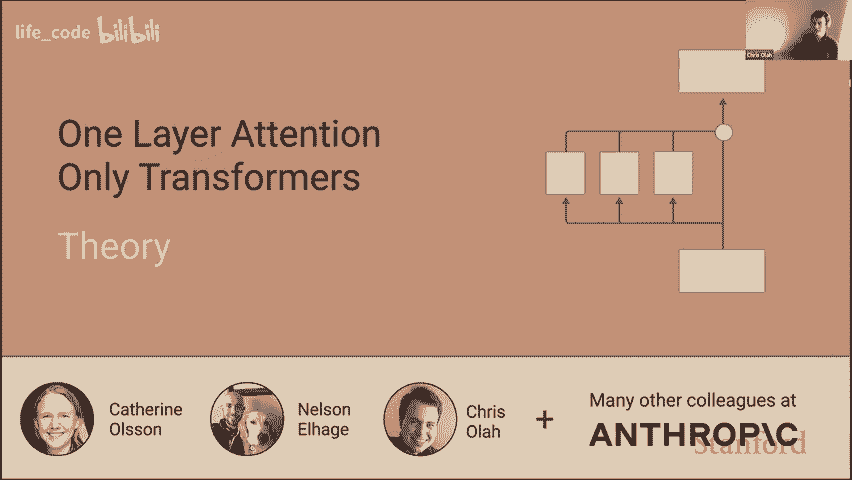 life_code bilibili
Chris Olah
One Layer Attention
Only Transformers
Theory
Catherine
Olsson
Nelson
Elhage
Chris
Olah
+
Many other colleagues at
ANTHROP\C
Stanford